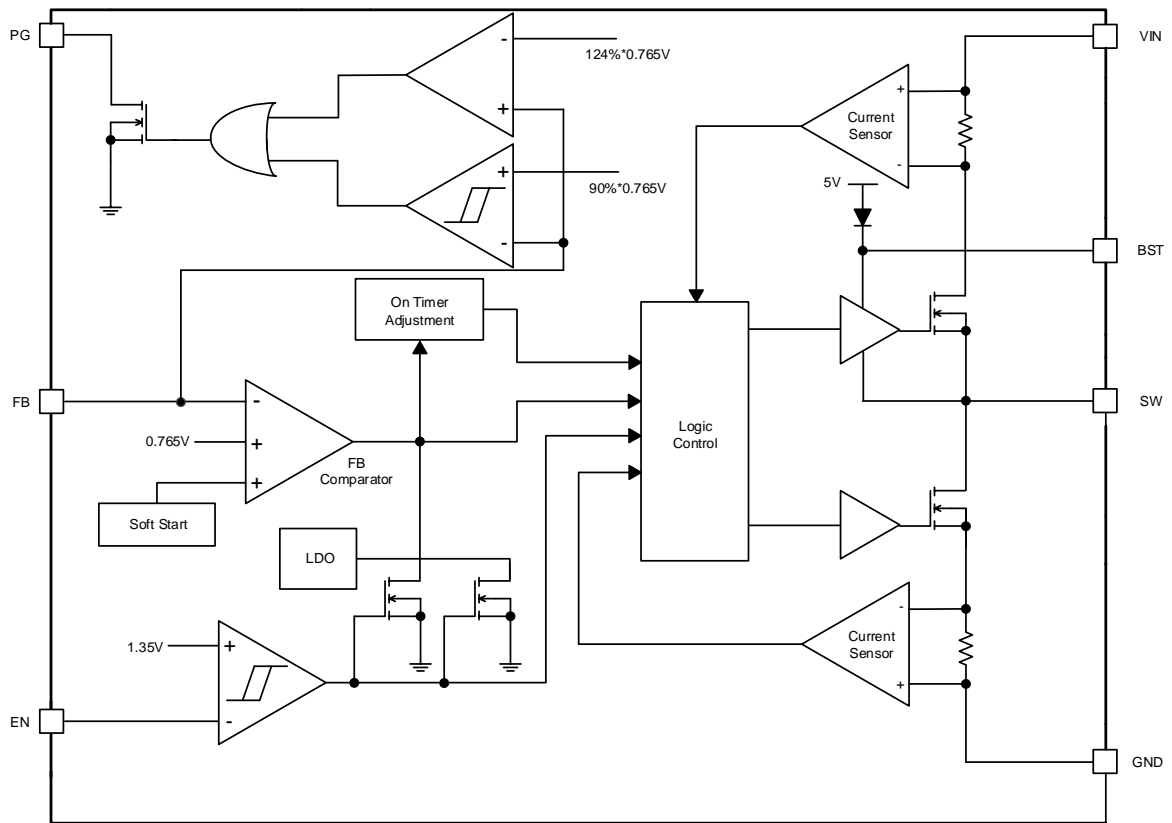 PG
VIN
-
124%*0.765V
+
+
Current
Sensor
-
+
90%*0.765V
-
5V
BST
On Timer
Adjustment
FB
-
0.765V
+
+
FB
Comparator
Soft Start
Logic
Control
SW
LDO
1.35V
+
-
EN
-
Current
Sensor
+
GND